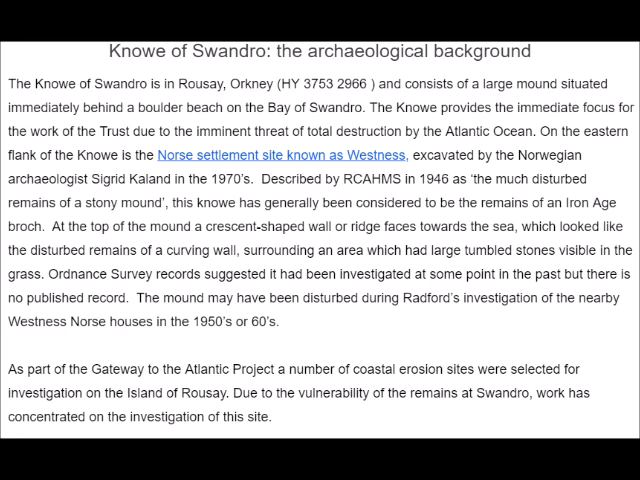 Knowe of Swandro: the archaeological background
The Knowe of Swandro is in Rousay, Orkney (HY 3753 2966 ) and consists of a large mound situated
immediately behind a boulder beach on the Bay of Swandro. The Knowe provides the immediate focus for
the work of the Trust due to the imminent threat of total destruction by the Atlantic Ocean. On the eastern
flank of the Knowe is the Norse settlement site known as Westness, excavated by the Norwegian
archaeologist Sigrid Kaland in the 1970's.  Described by RCAHMS in 1946 as 'the much disturbed
remains of a stony mound', this knowe has generally been considered to be the remains of an Iron Age
broch.  At the top of the mound a crescent-shaped wall or ridge faces towards the sea, which looked like
the disturbed remains of a curving wall, surrounding an area which had large tumbled stones visible in the
grass. Ordnance Survey records suggested it had been investigated at some point in the past but there is
no published record.  The mound may have been disturbed during Radford's investigation of the nearby
Westness Norse houses in the 1950's or 60's.
As part of the Gateway to the Atlantic Project a number of coastal erosion sites were selected for
investigation on the Island of Rousay. Due to the vulnerability of the remains at Swandro, work has
concentrated on the investigation of this site.